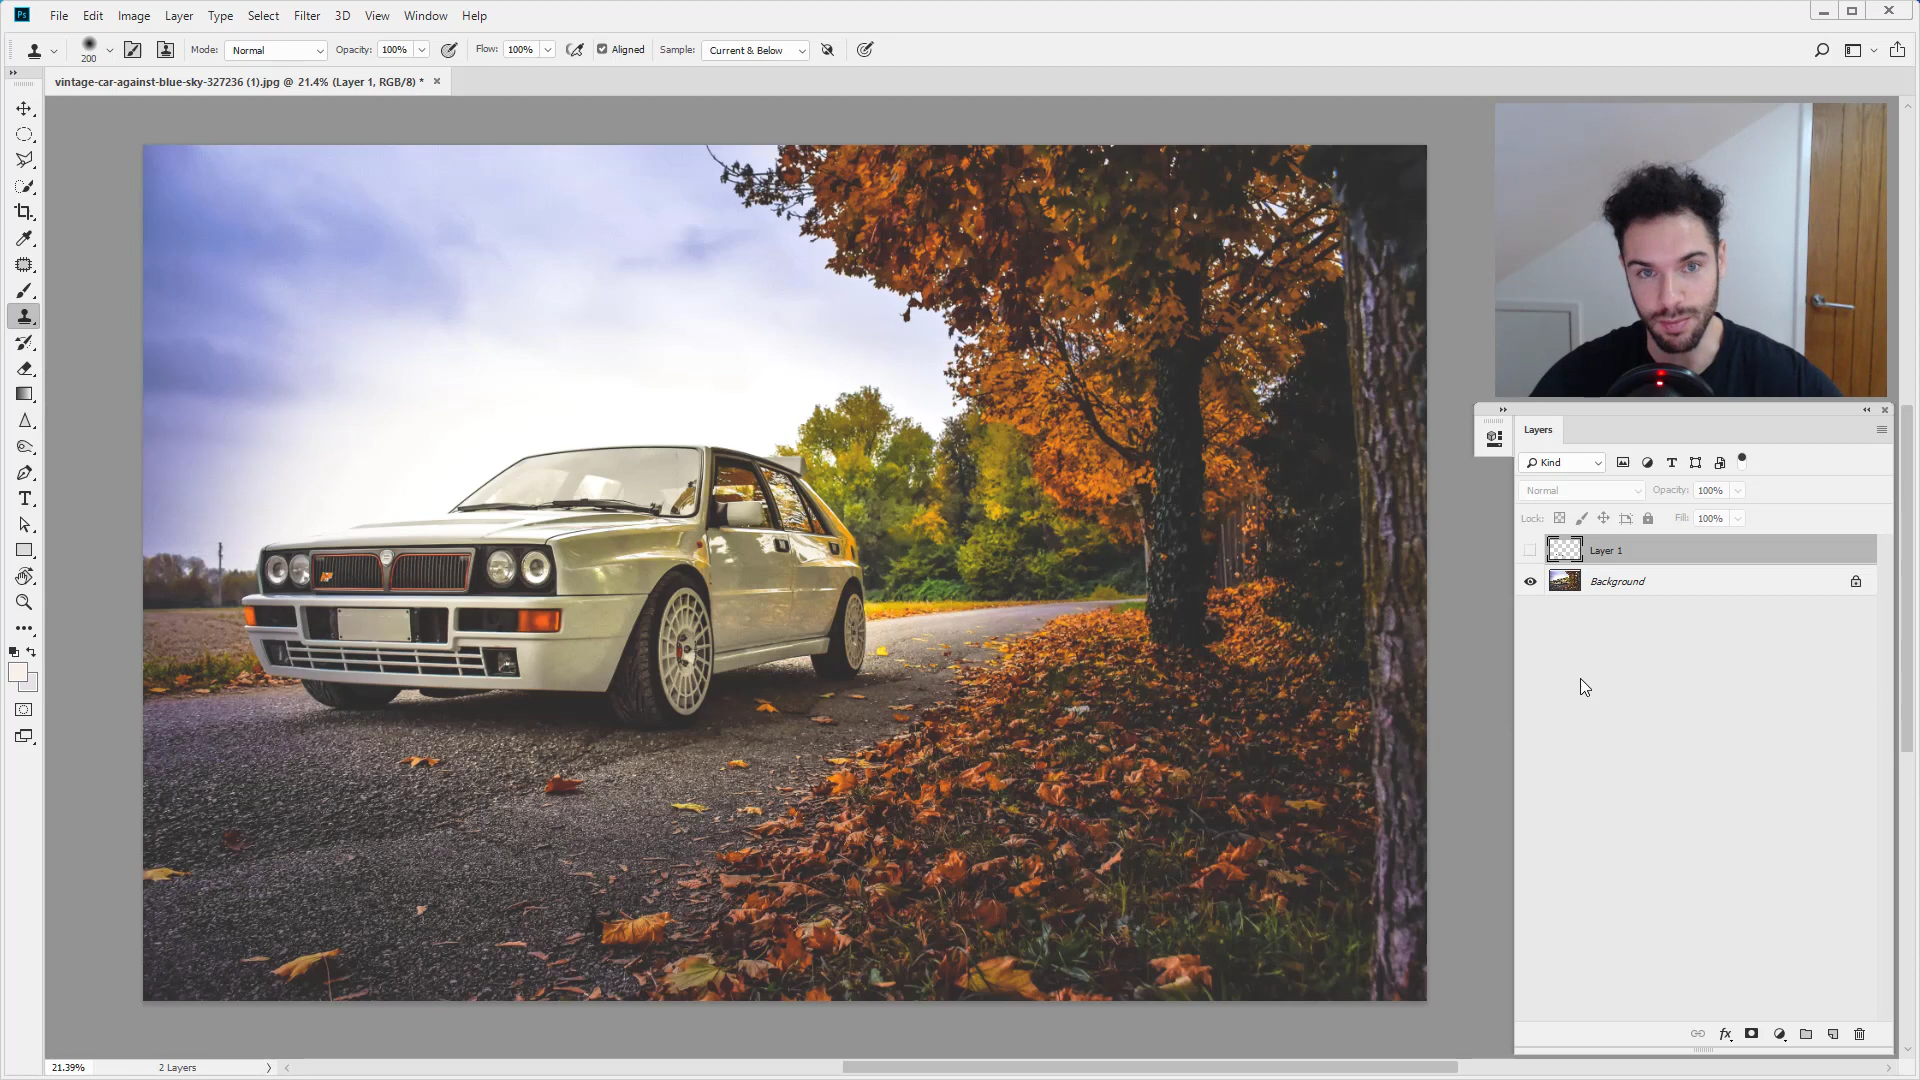 Ps File Edit Image Layer Type Select Filter 3D View Window Help
200 Mode: Normal Opacity: 100% Flow: 100% Aligned Sample: Current & Below
vintage-car-against-blue-sky-327236 (1).jpg @ 21.4% (Layer 1, RGB/8) *
Layers
Kind
Normal Opacity: 100%
Lock: Fill: 100%
Layer 1
Background
fx
21.39% 2 Layers